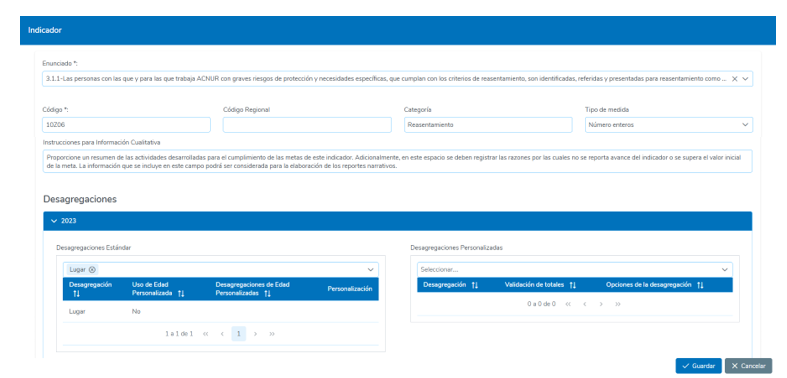 Indicador
Enunciado *:
3.1.1-Las personas con las que y para las que trabaja ACNUR con graves riesgos de protección y necesidades específicas, que cumplan con los criterios de reasentamiento, son identificadas, referidas y presentadas para reasentamiento como ...
Código *:
Código Regional
Categoría
Tipo de medida
10Z06
Reasentamiento
Número enteros
Instrucciones para Información Cualitativa
Proporcione un resumen de las actividades desarrolladas para el cumplimiento de las metas de este indicador. Adicionalmente, en este espacio se deben registrar las razones por las cuales no se reporta avance del indicador o se supera el valor inicial
de la meta. La información que se incluye en este campo podrá ser considerada para la elaboración de los reportes narrativos.
Desagregaciones
2023
Desagregaciones Estándar
Desagregaciones Personalizadas
Lugar
Seleccionar...
Desagregación
Uso de Edad
Personalizada
Desagregaciones de Edad
Personalizadas
Personalización
Desagregación
Validación de totales
Opciones de la desagregación
Lugar
No
0 a 0 de 0
1 a 1 de 1
1
Guardar
Cancelar